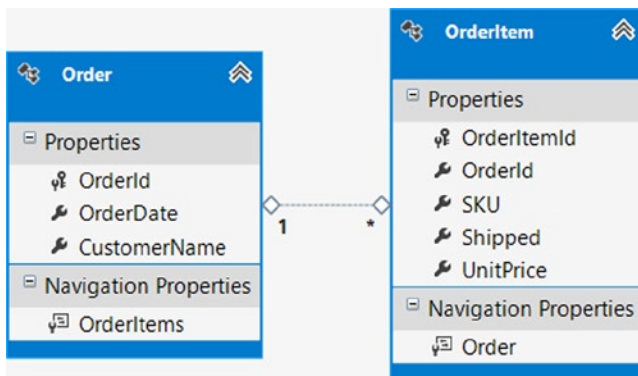 Order
Properties
OrderId
OrderDate
CustomerName
Navigation Properties
OrderItems
1
*
OrderItem
Properties
OrderItemId
OrderId
SKU
Shipped
UnitPrice
Navigation Properties
Order